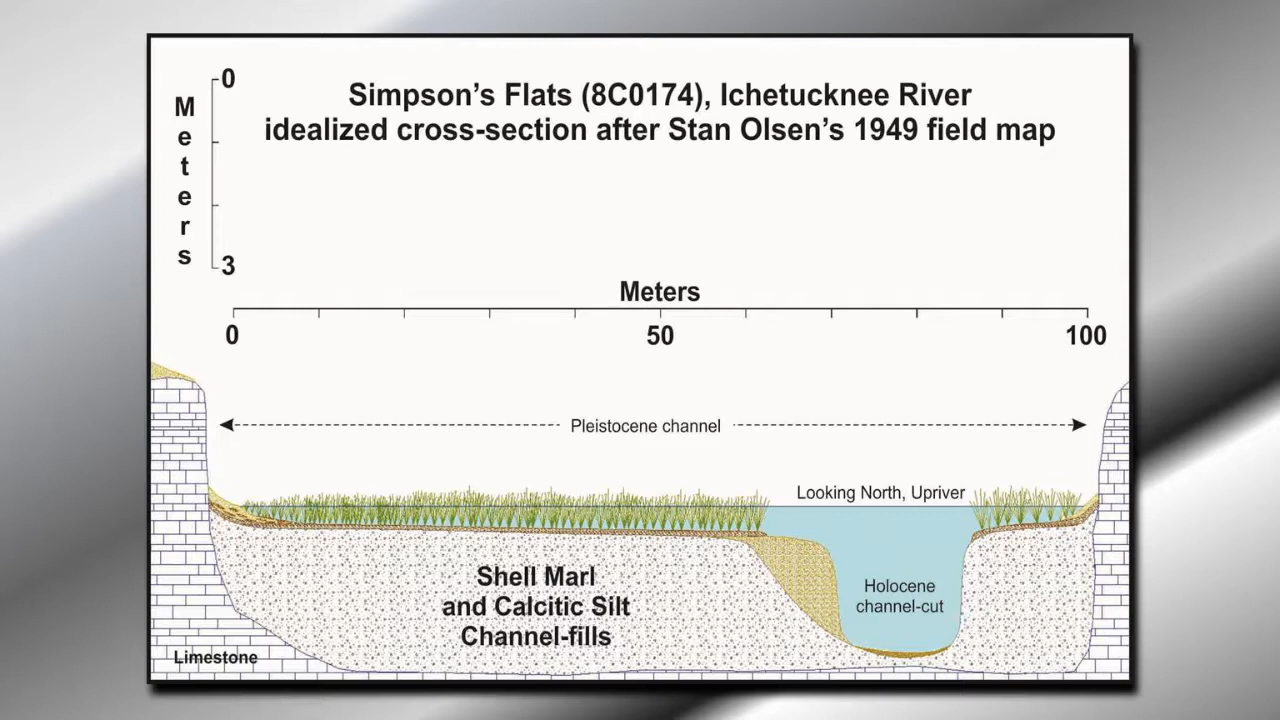 Simpson's Flats (8C0174), Ichetucknee River
idealized cross-section after Stan Olsen's 1949 field map
0
Meters
3
Meters
0 50 100
Pleistocene channel
Looking North, Upriver
Shell Marl
and Calcitic Silt
Channel-fills
Holocene
channel-cut
Limestone